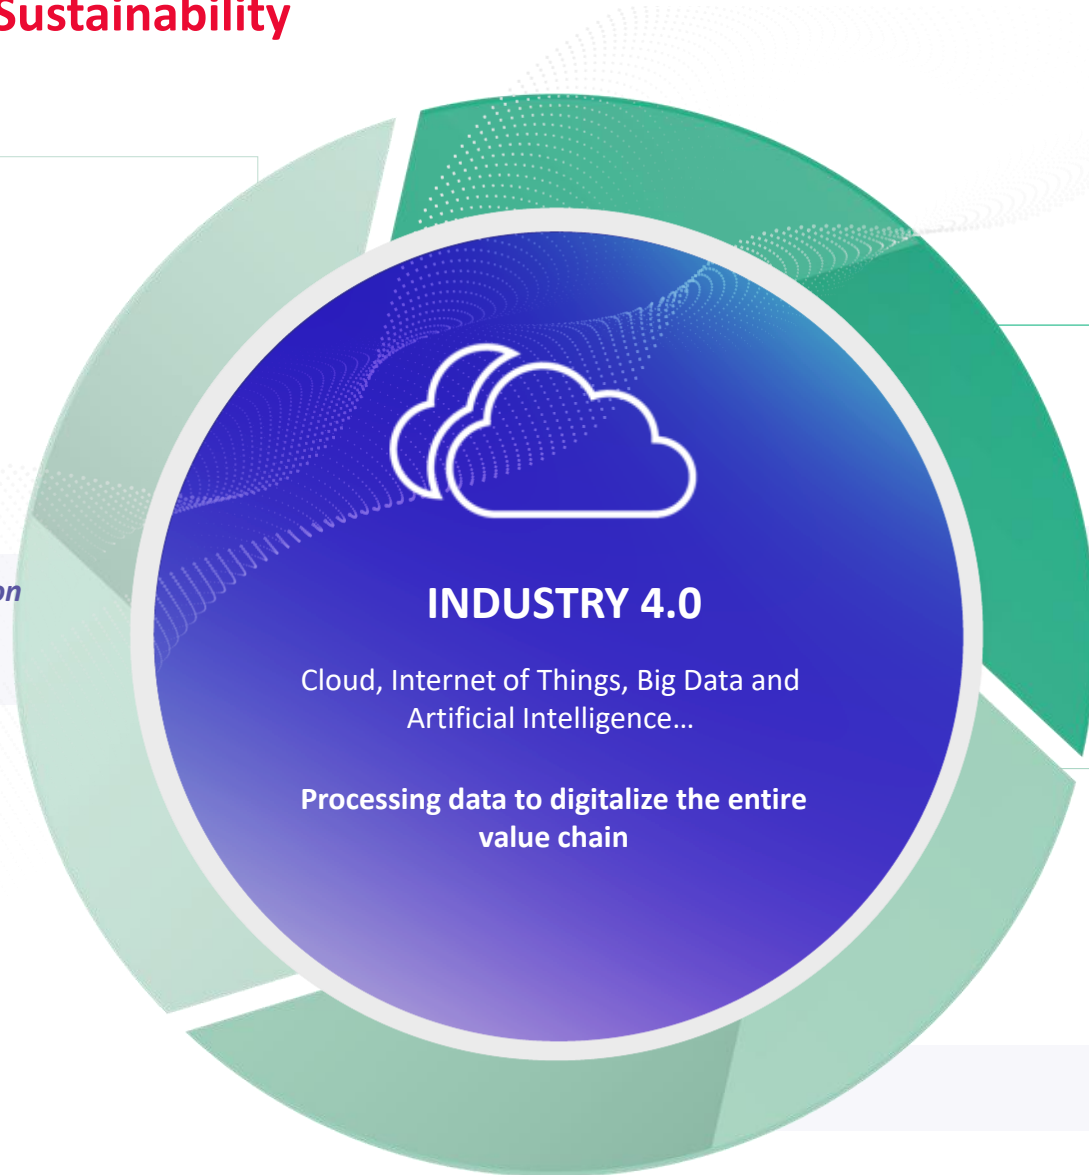 Sustainability
on
INDUSTRY 4.0
Cloud, Internet of Things, Big Data and
Artificial Intelligence…
Processing data to digitalize the entire
value chain